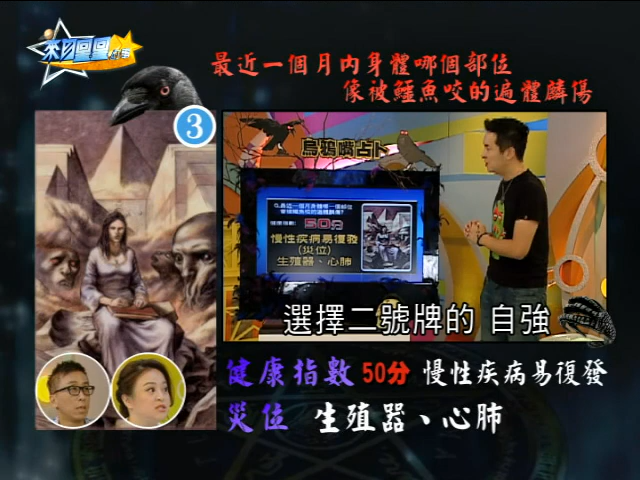 最近一個月內身體哪個部位
像被鱷魚咬的遍體麟傷
3
烏鴉嘴占卜
50分
慢性疾病易復發
(災位)
生殖器、心肺
選擇二號牌的 自強
健康指數 50分 慢性疾病易復發
災位 生殖器、心肺